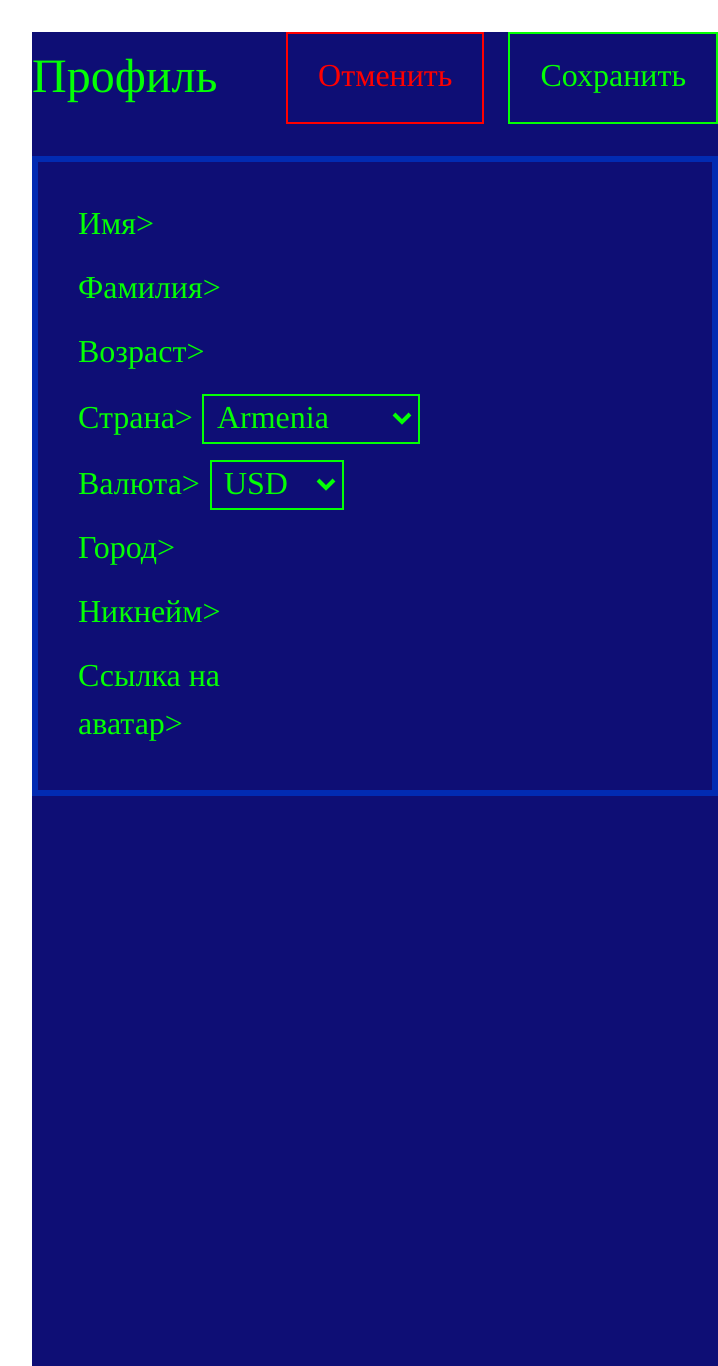 Профиль Отменить Сохранить
Имя>
Фамилия>
Возраст>
Страна> Armenia
Валюта> USD
Город>
Никнейм>
Ссылка на
аватар>